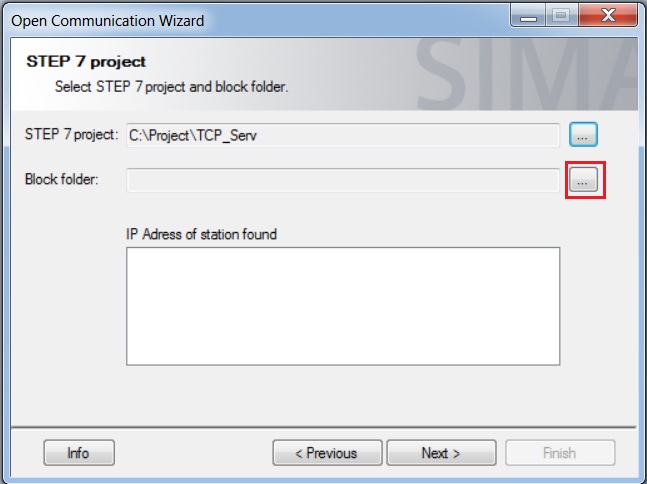 Open Communication Wizard
STEP 7 project
Select STEP 7 project and block folder.
SIMA
STEP 7 project: C:\Project\TCP_Serv ...
Block folder: ...
IP Adress of station found
Info < Previous Next > Finish